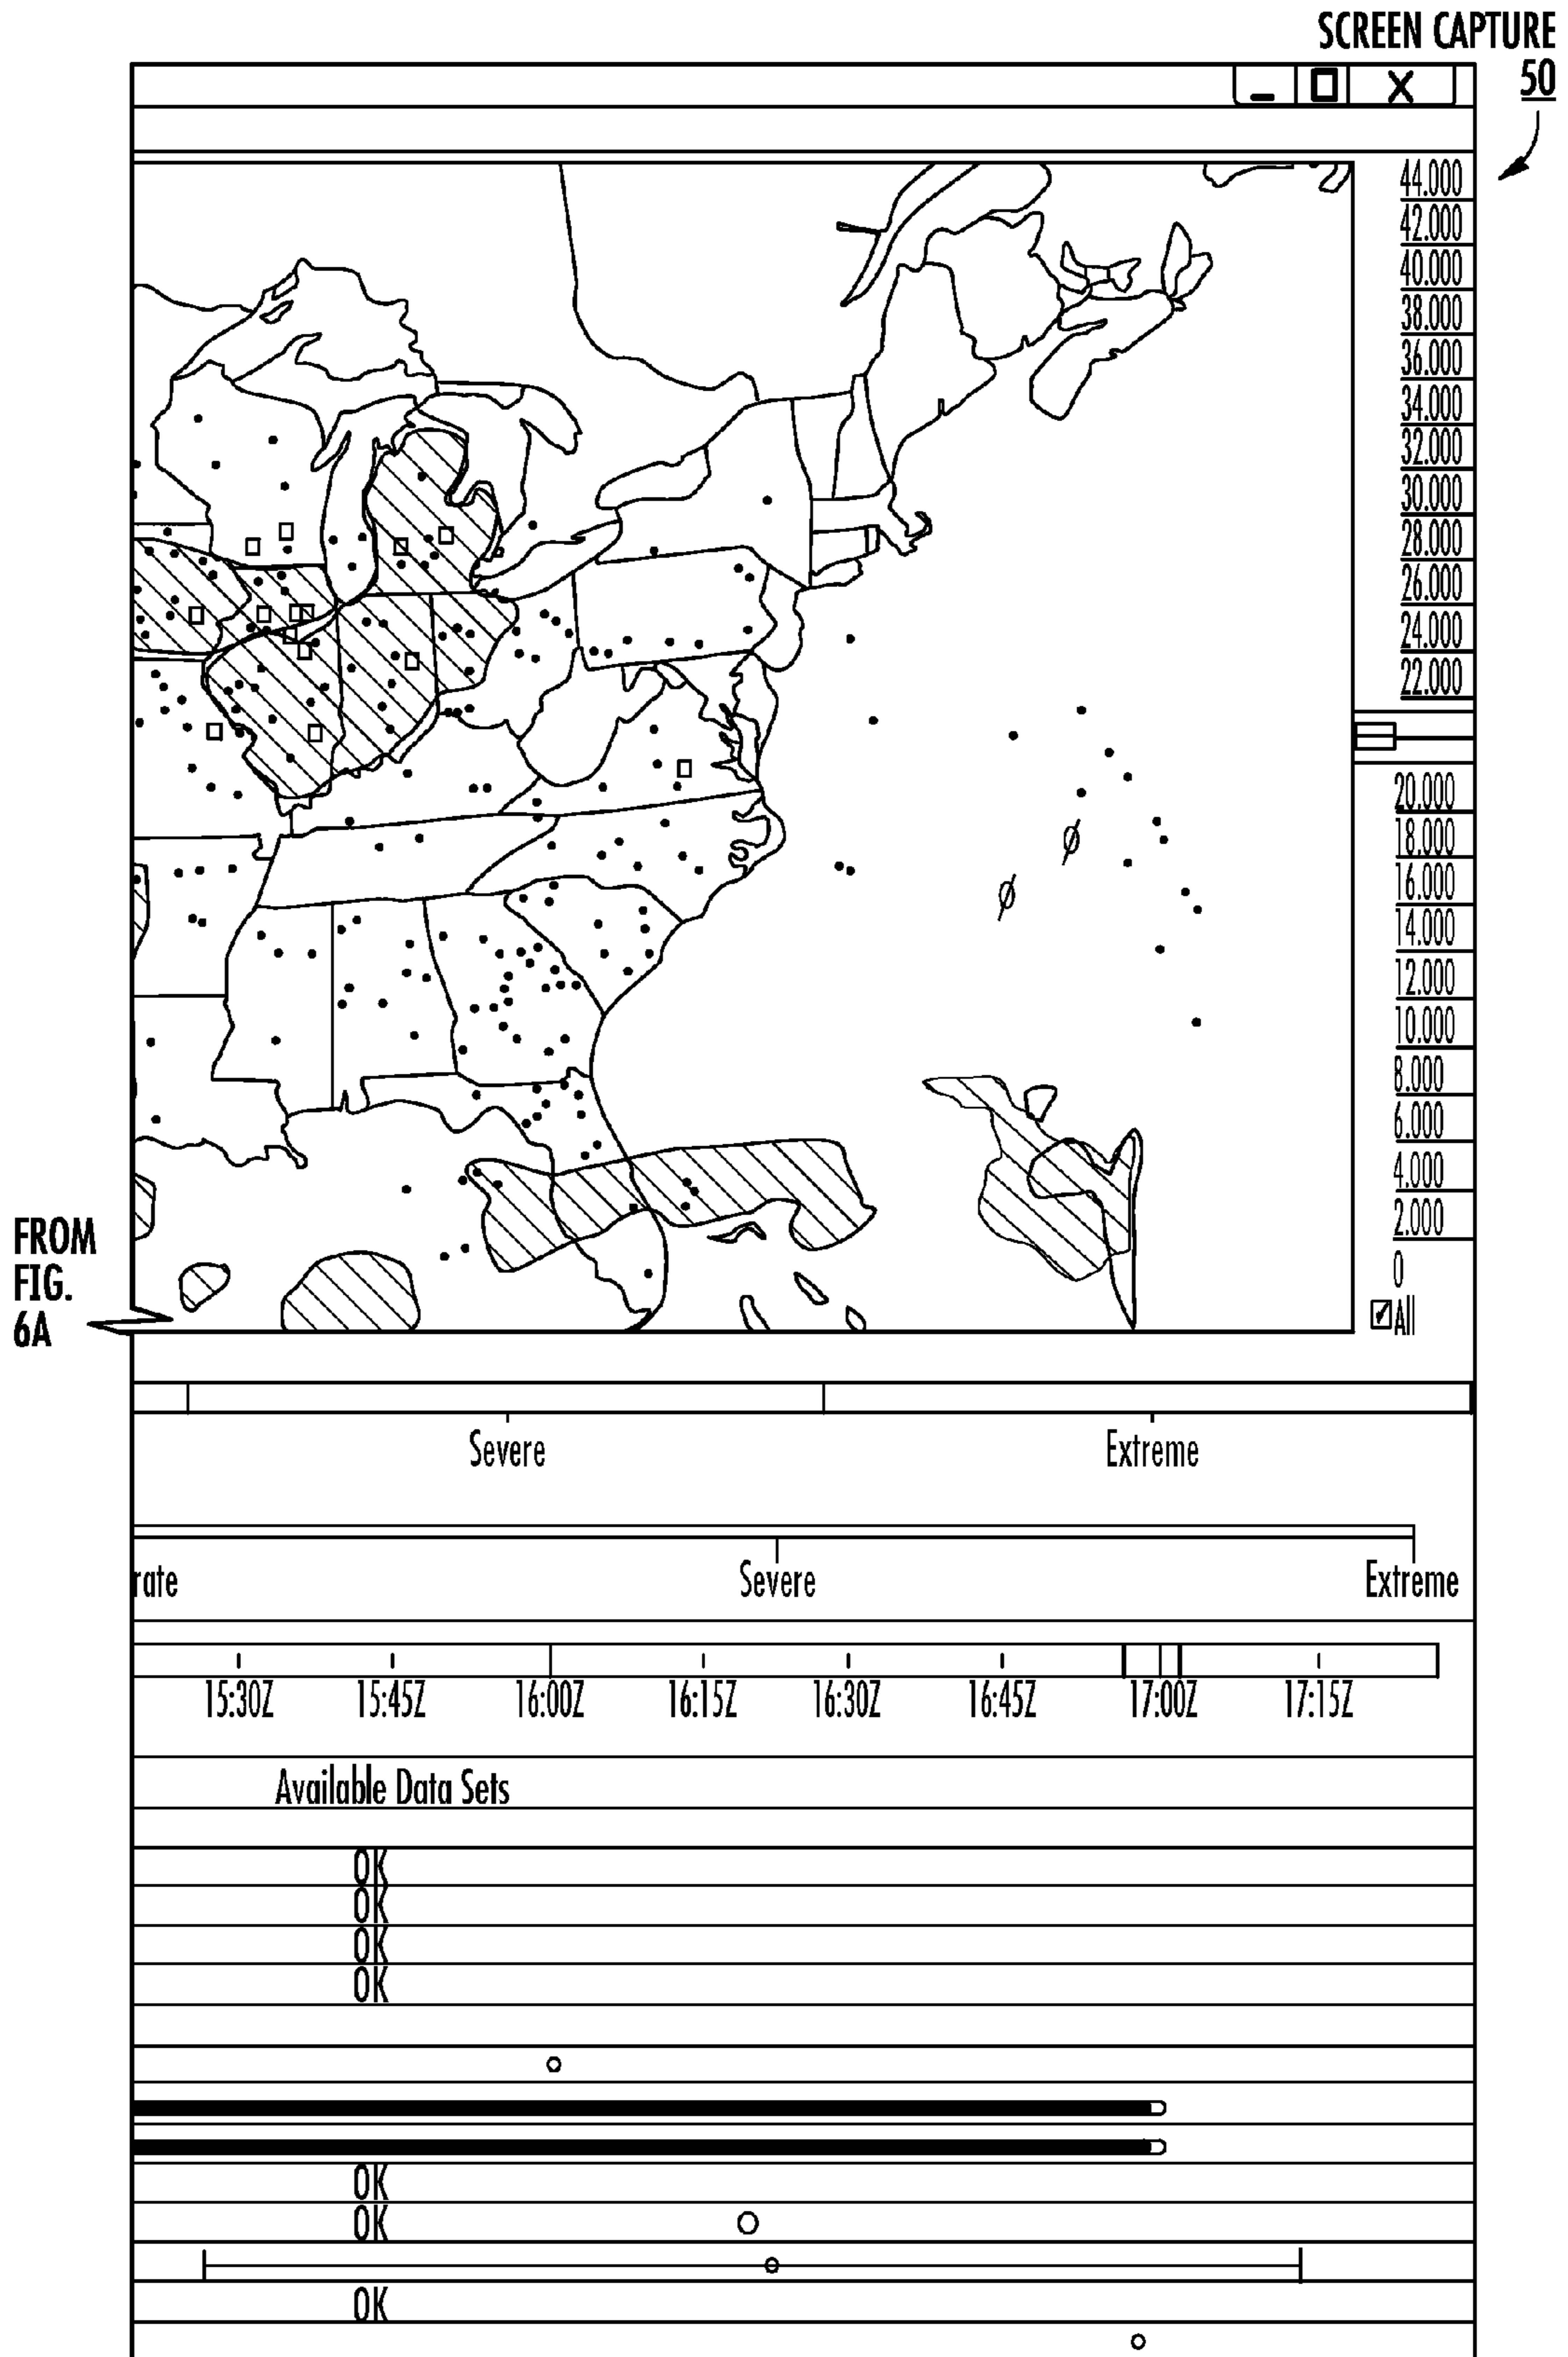 SCREEN CAPTURE
50
44.000
42.000
40.000
38.000
36.000
34.000
32.000
30.000
28.000
26.000
24.000
22.000
20.000
18.000
16.000
14.000
12.000
10.000
8.000
6.000
4.000
2.000
0
All
FROM
FIG.
6A
Severe Extreme
rate Severe Extreme
15:30Z 15:45Z 16:00Z 16:15Z 16:30Z 16:45Z 17:00Z 17:15Z
Available Data Sets
OK
OK
OK
OK
OK
OK
OK